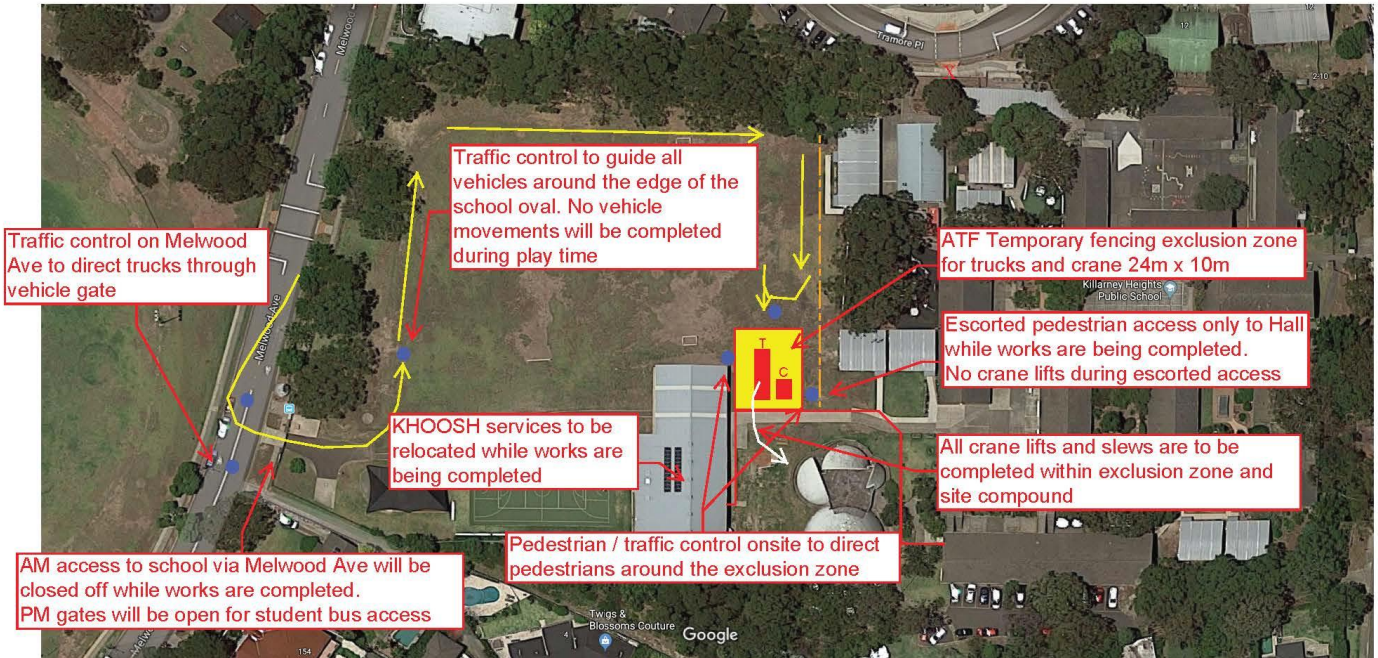 Melwood
Tramore Pl
17
12
2-10
X
Traffic control to guide all
vehicles around the edge of the
school oval. No vehicle
movements will be completed
during play time
Traffic control on Melwood
Ave to direct trucks through
vehicle gate
ATF Temporary fencing exclusion zone
for trucks and crane 24m x 10m
Killarney Heights
Public School
Melwood Ave
Escorted pedestrian access only to Hall
while works are being completed.
No crane lifts during escorted access
T
C
KHOOSH services to be
relocated while works are
being completed
All crane lifts and slews are to be
completed within exclusion zone and
site compound
Pedestrian / traffic control onsite to direct
pedestrians around the exclusion zone
AM access to school via Melwood Ave will be
closed off while works are completed.
PM gates will be open for student bus access
Twigs &
Blossoms Couture
Google
4
154